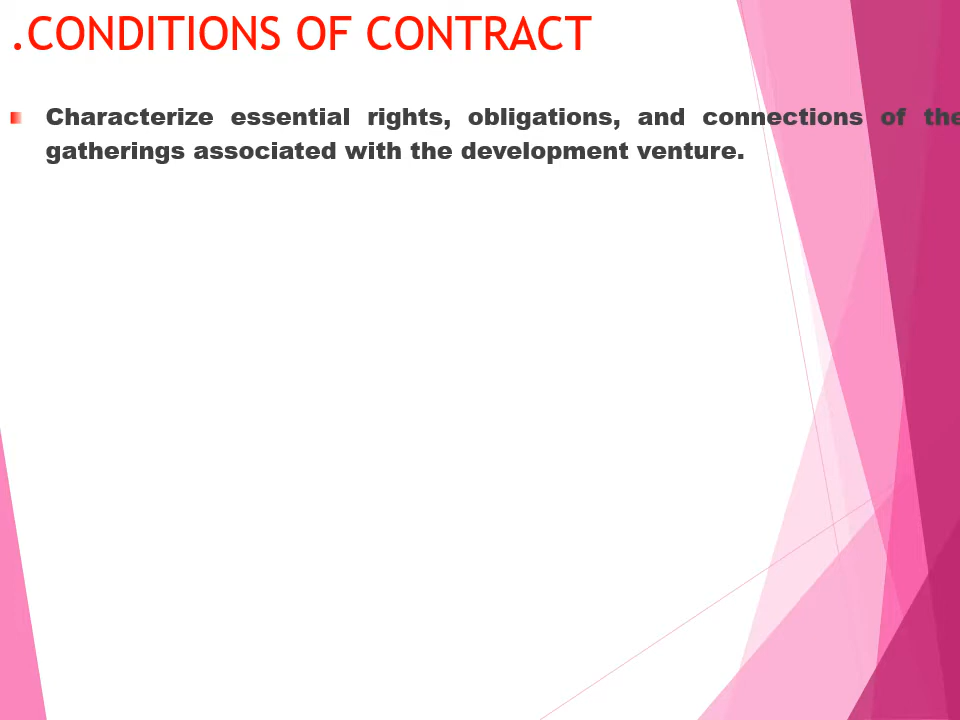 .CONDITIONS OF CONTRACT
Characterize essential rights, obligations, and connections of the
gatherings associated with the development venture.